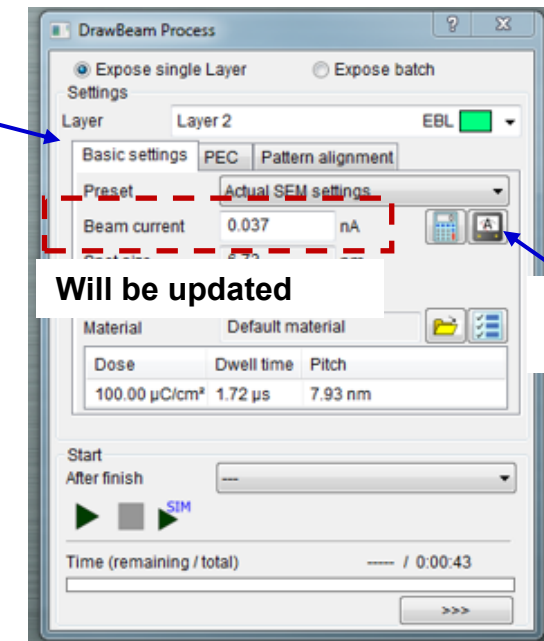 DrawBeam Process
Expose single Layer Expose batch
Settings
Layer Layer 2 EBL
Basic settings PEC Pattern alignment
Preset Actual SEM settings
Beam current 0.037 nA
A
Will be updated
Material Default material
Dose Dwell time Pitch
100.00 µC/cm² 1.72 µs 7.93 nm
Start
After finish ---
SIM
Time (remaining / total) ----- / 0:00:43
>>>